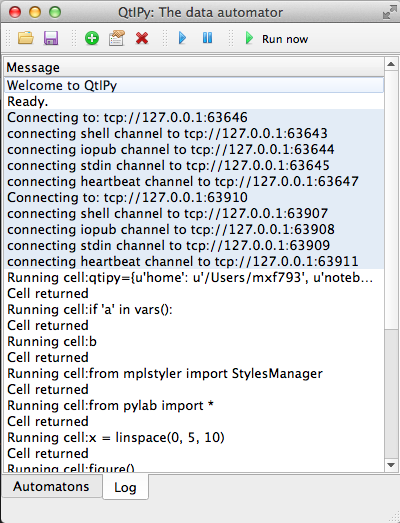 QtIPy: The data automator
Run now
Message
Welcome to QtIPy
Ready.
Connecting to: tcp://127.0.0.1:63646
connecting shell channel to tcp://127.0.0.1:63643
connecting iopub channel to tcp://127.0.0.1:63644
connecting stdin channel to tcp://127.0.0.1:63645
connecting heartbeat channel to tcp://127.0.0.1:63647
Connecting to: tcp://127.0.0.1:63910
connecting shell channel to tcp://127.0.0.1:63907
connecting iopub channel to tcp://127.0.0.1:63908
connecting stdin channel to tcp://127.0.0.1:63909
connecting heartbeat channel to tcp://127.0.0.1:63911
Running cell:qtipy={u'home': u'/Users/mxf793', u'noteb...
Cell returned
Running cell:if 'a' in vars():
Cell returned
Running cell:b
Cell returned
Running cell:from mplstyler import StylesManager
Cell returned
Running cell:from pylab import *
Cell returned
Running cell:x = linspace(0, 5, 10)
Cell returned
Running cell:figure()
Automatons
Log